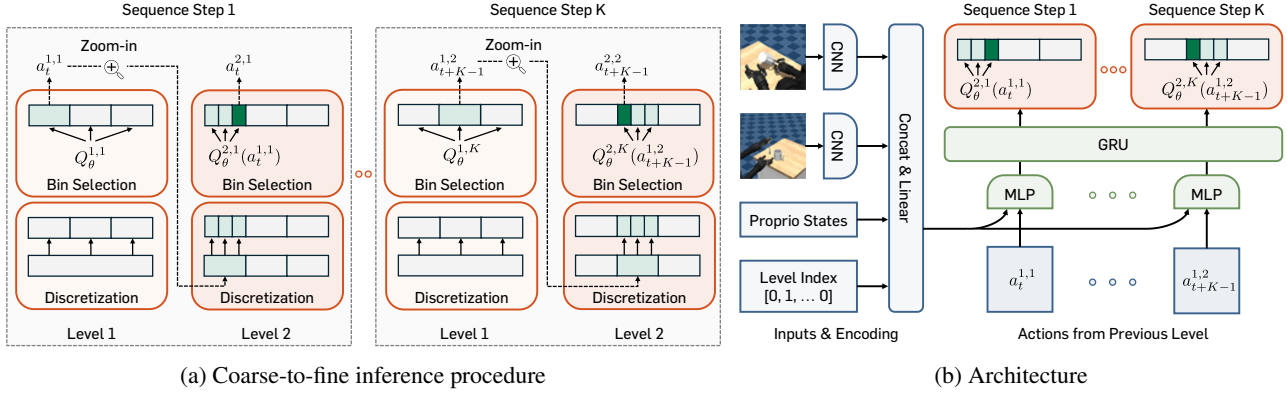 Sequence Step 1
Zoom-in
a_t^{1,1}
a_t^{2,1}
Q_θ^{1,1}
Q_θ^{2,1}(a_t^{1,1})
Bin Selection
Bin Selection
Discretization
Discretization
Level 1
Level 2
Sequence Step K
Zoom-in
a_{t+K-1}^{1,2}
a_{t+K-1}^{2,2}
Q_θ^{1,K}
Q_θ^{2,K}(a_{t+K-1}^{1,2})
Bin Selection
Bin Selection
Discretization
Discretization
Level 1
Level 2
(a) Coarse-to-fine inference procedure
CNN
CNN
Proprio States
Level Index
[0, 1, ... 0]
Concat & Linear
Inputs & Encoding
Sequence Step 1
Sequence Step K
Q_θ^{2,1}(a_t^{1,1})
Q_θ^{2,K}(a_{t+K-1}^{1,2})
GRU
MLP
MLP
a_t^{1,1}
a_{t+K-1}^{1,2}
Actions from Previous Level
(b) Architecture